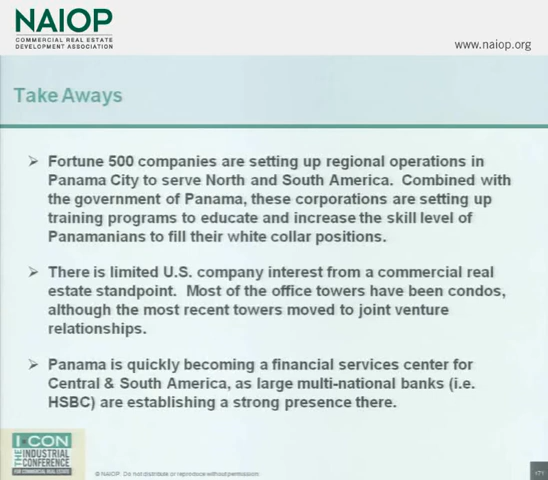 NAIOP
COMMERCIAL REAL ESTATE
DEVELOPMENT ASSOCIATION
www.naiop.org
Take Aways
➢ Fortune 500 companies are setting up regional operations in
Panama City to serve North and South America. Combined with
the government of Panama, these corporations are setting up
training programs to educate and increase the skill level of
Panamanians to fill their white collar positions.
➢ There is limited U.S. company interest from a commercial real
estate standpoint. Most of the office towers have been condos,
although the most recent towers moved to joint venture
relationships.
➢ Panama is quickly becoming a financial services center for
Central & South America, as large multi-national banks (i.e.
HSBC) are establishing a strong presence there.
I·CON
THE INDUSTRIAL
CONFERENCE
FOR COMMERCIAL REAL ESTATE
© NAIOP. Do not distribute or reproduce without permission.